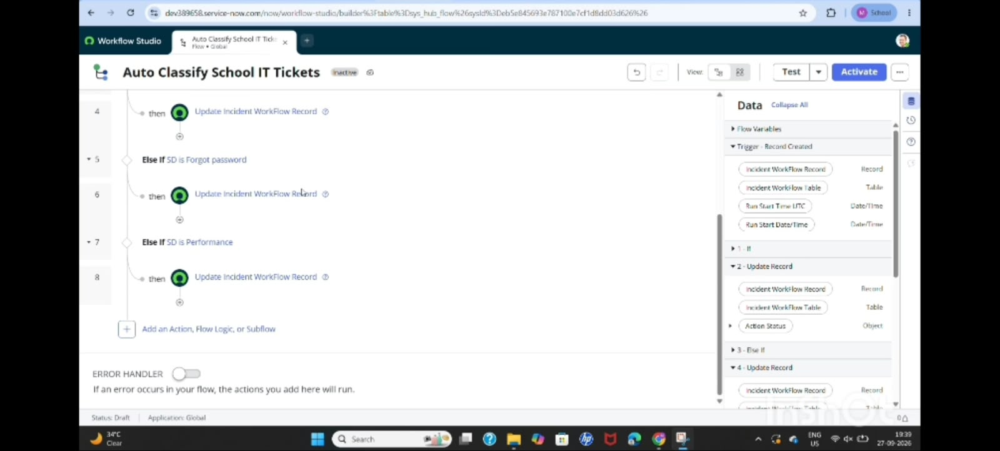 dev389658.service-now.com/now/workflow-studio/builder%3Ftable%3Dsys_hub_flow%26sysId%3Deb5e845693e787100e7cf1d8dd03d626%26
School
Workflow Studio
Auto Classify School IT Ticke
Flow • Global
Auto Classify School IT Tickets
Inactive
View:
Test
Activate
4
then
Update Incident WorkFlow Record
5
Else If SD is Forgot password
6
then
Update Incident WorkFlow Record
7
Else If SD is Performance
8
then
Update Incident WorkFlow Record
Add an Action, Flow Logic, or Subflow
ERROR HANDLER
If an error occurs in your flow, the actions you add here will run.
Status: Draft
Application: Global
Data
Collapse All
Flow Variables
Trigger - Record Created
Incident WorkFlow Record
Record
Incident WorkFlow Table
Table
Run Start Time UTC
Date/Time
Run Start Date/Time
Date/Time
1 - If
2 - Update Record
Incident WorkFlow Record
Record
Incident WorkFlow Table
Table
Action Status
Object
3 - Else If
4 - Update Record
Incident WorkFlow Record
Record
Incident WorkFlow Table
Table
InShOt
0
34°C
Clear
Search
ENG
US
19:39
27-09-2026